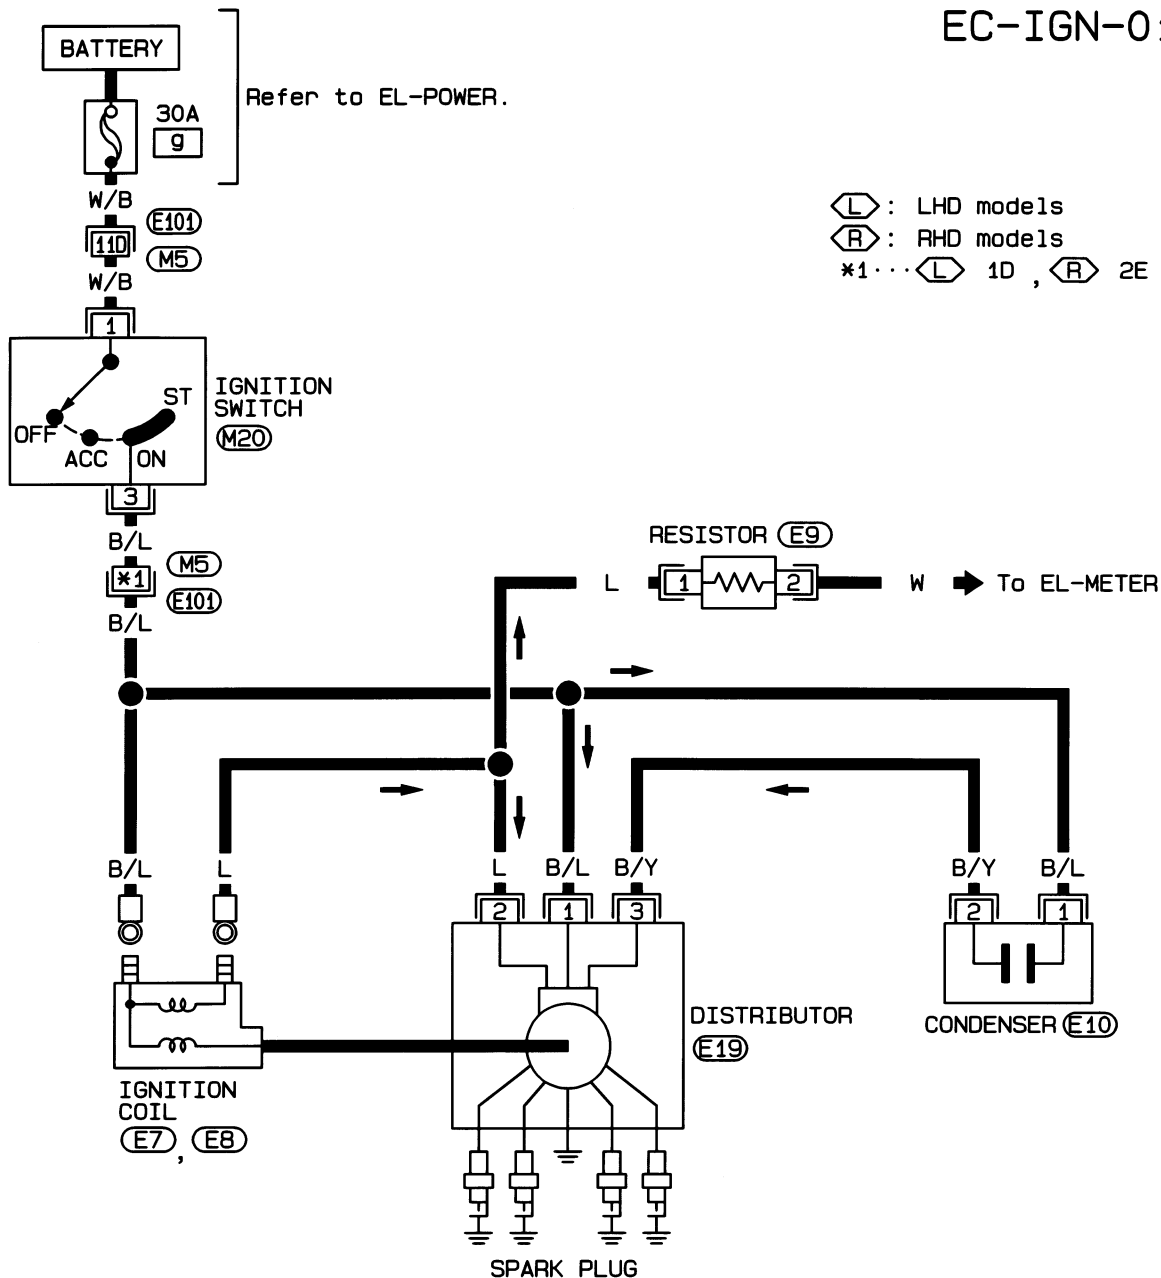 EC-IGN-0
BATTERY
Refer to EL-POWER.
30A
g
W/B
E101
11D
M5
W/B
1
L : LHD models
R : RHD models
*1··· L 1D , R 2E
IGNITION
SWITCH
M20
OFF
ACC
ON
ST
3
B/L
M5
*1
E101
B/L
RESISTOR E9
L
1
2
W
To EL-METER
B/L
L
L
B/L
B/Y
B/Y
B/L
2
1
3
2
1
DISTRIBUTOR
E19
CONDENSER E10
IGNITION
COIL
E7 , E8
SPARK PLUG